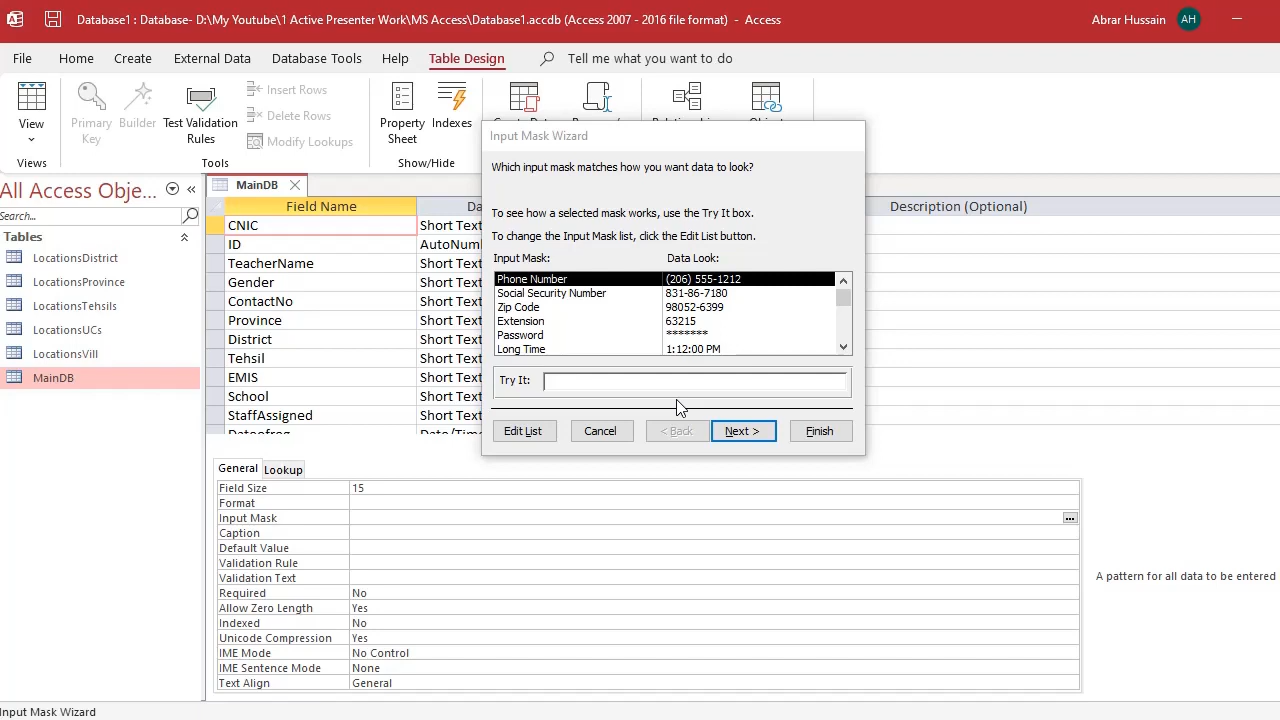 Database1 : Database- D:\My Youtube\1 Active Presenter Work\MS Access\Database1.accdb (Access 2007 - 2016 file format) - Access
Abrar Hussain
AH
File Home Create External Data Database Tools Help Table Design Tell me what you want to do
View
Views
Primary Key
Builder
Test Validation Rules
Insert Rows
Delete Rows
Modify Lookups
Tools
Property Sheet
Indexes
Show/Hide
All Access Obje...
Search...
Tables
LocationsDistrict
LocationsProvince
LocationsTehsils
LocationsUCs
LocationsVill
MainDB
MainDB
Field Name
Description (Optional)
CNIC Short Text
ID AutoNum
TeacherName Short Text
Gender Short Text
ContactNo Short Text
Province Short Text
District Short Text
Tehsil Short Text
EMIS Short Text
School Short Text
StaffAssigned Short Text
Input Mask Wizard
Which input mask matches how you want data to look?
To see how a selected mask works, use the Try It box.
To change the Input Mask list, click the Edit List button.
Input Mask: Data Look:
Phone Number (206) 555-1212
Social Security Number 831-86-7180
Zip Code 98052-6399
Extension 63215
Password *******
Long Time 1:12:00 PM
Try It:
Edit List Cancel < Back Next > Finish
General Lookup
Field Size 15
Format
Input Mask ...
Caption
Default Value
Validation Rule
Validation Text
Required No
Allow Zero Length Yes
Indexed No
Unicode Compression Yes
IME Mode No Control
IME Sentence Mode None
Text Align General
A pattern for all data to be entered
Input Mask Wizard